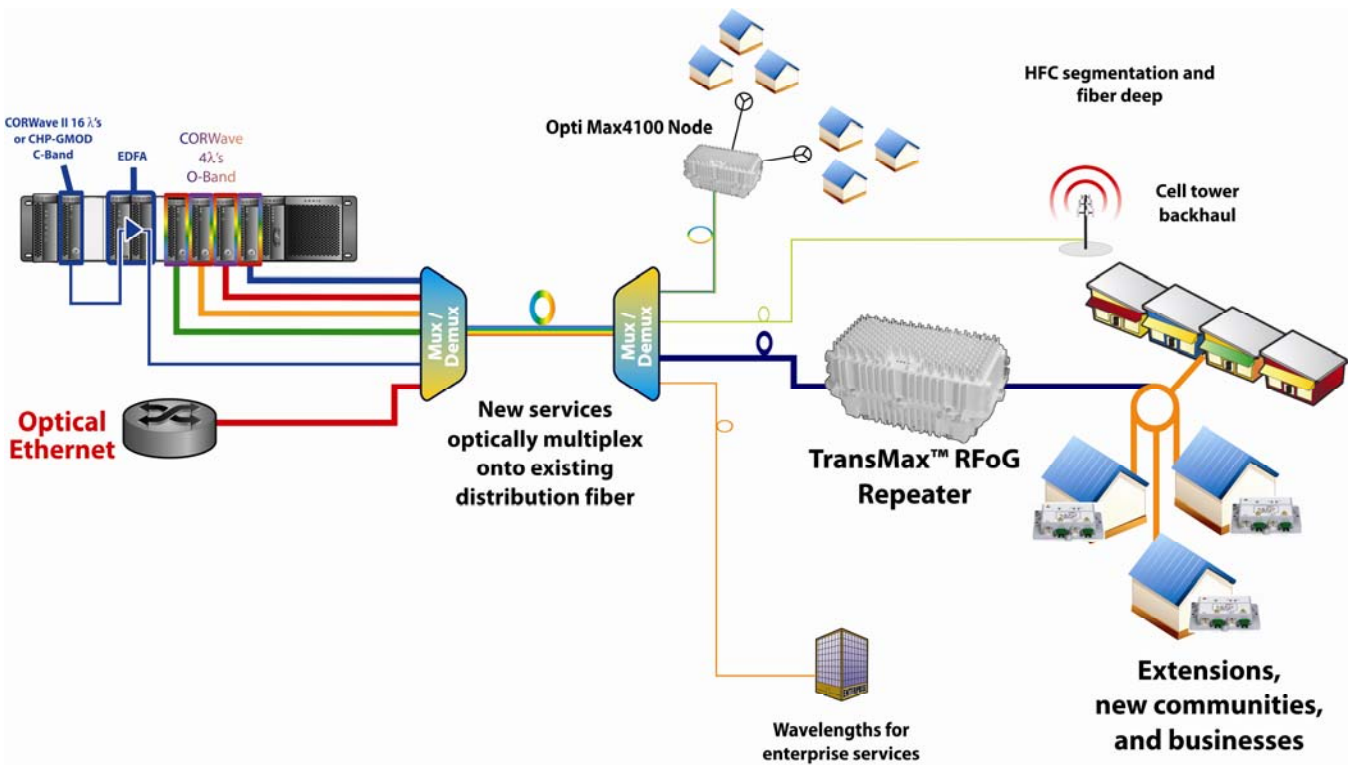 CORWave II 16 λ's
or CHP-GMOD
C-Band
EDFA
CORWave
4λ's
O-Band
Opti Max4100 Node
HFC segmentation and
fiber deep
Cell tower
backhaul
Mux /
Demux
Mux /
Demux
Optical
Ethernet
New services
optically multiplex
onto existing
distribution fiber
TransMax™ RFoG
Repeater
ENTERPRISE
Wavelengths for
enterprise services
Extensions,
new communities,
and businesses